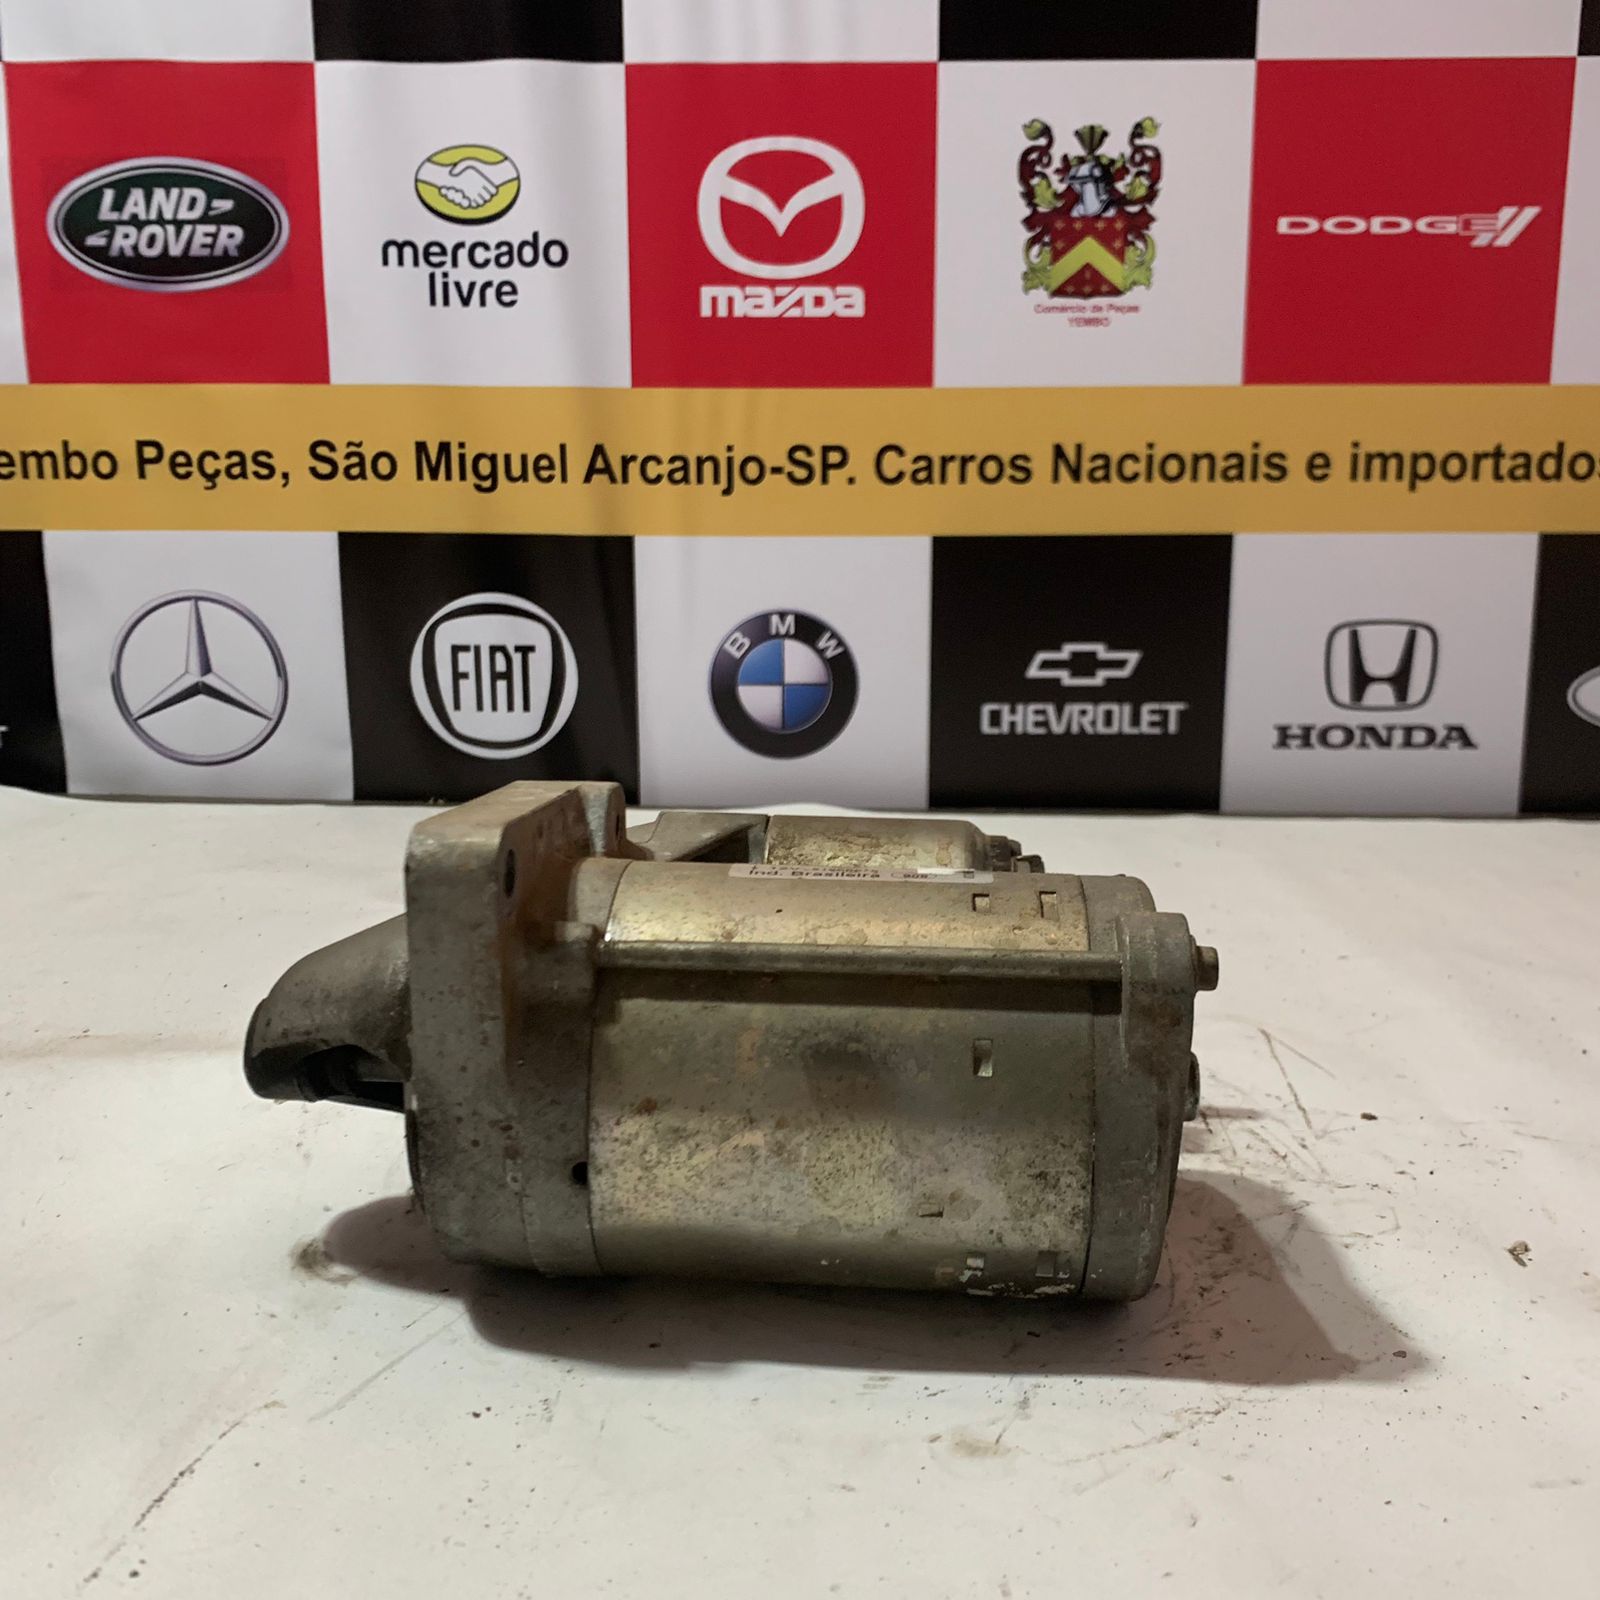 LAND-
-ROVER
mercado
livre
mazDa
Comércio de Peças
YEMBO
DODGE
embo Peças, São Miguel Arcanjo-SP. Carros Nacionais e importados
FIAT
BMW
CHEVROLET
HONDA
Ind. Brasileira